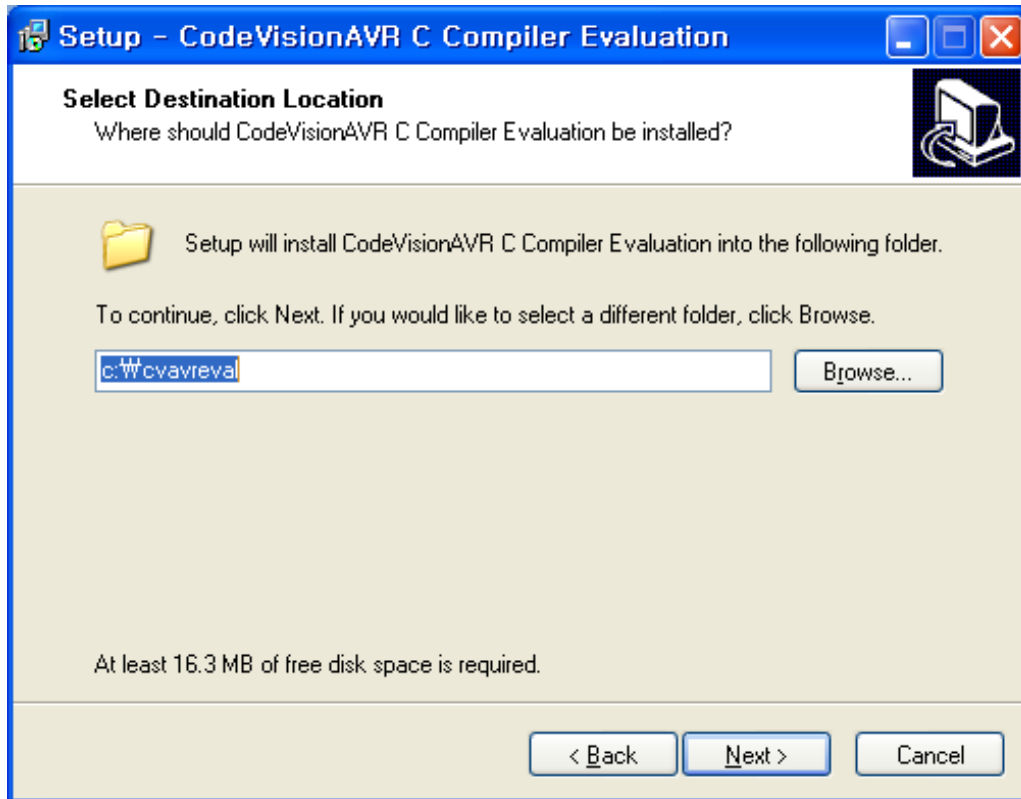 Setup - CodeVisionAVR C Compiler Evaluation
Select Destination Location
Where should CodeVisionAVR C Compiler Evaluation be installed?
Setup will install CodeVisionAVR C Compiler Evaluation into the following folder.
To continue, click Next. If you would like to select a different folder, click Browse.
c:₩cvavreval
Browse...
At least 16.3 MB of free disk space is required.
< Back
Next >
Cancel